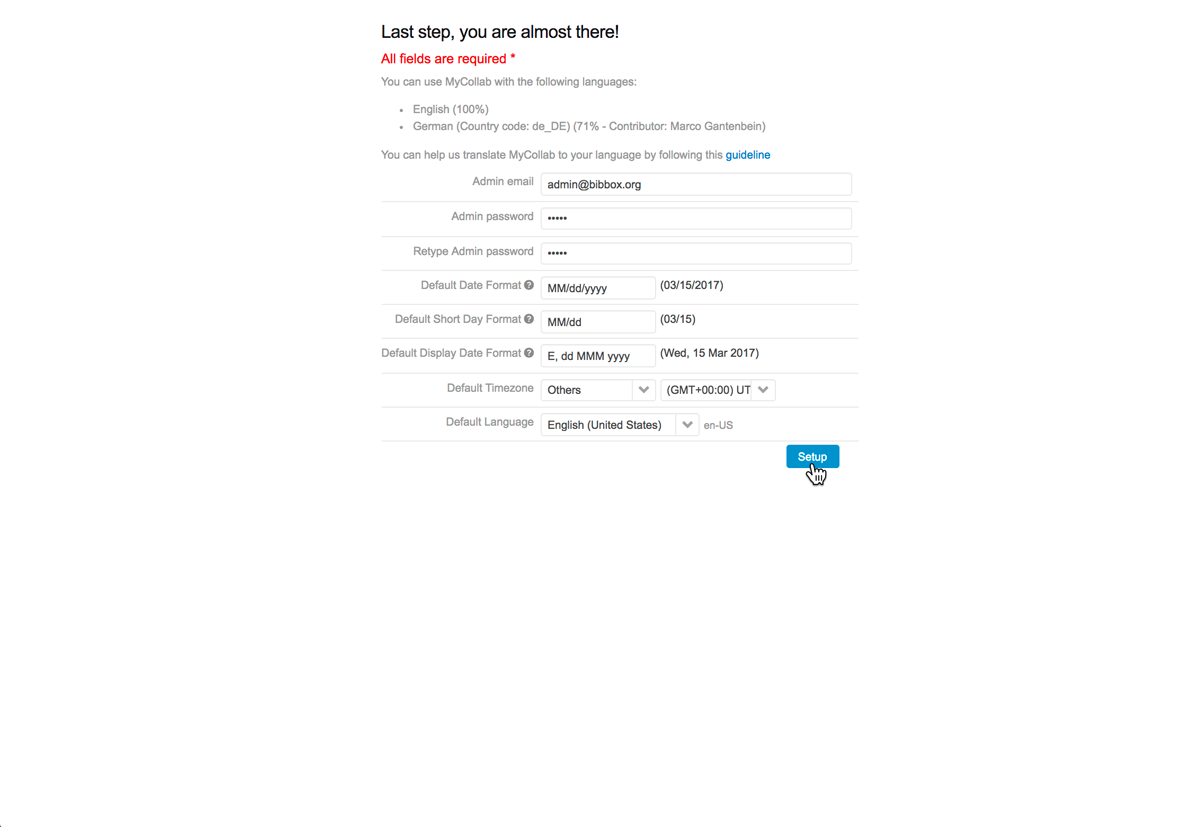 Last step, you are almost there!
All fields are required *
You can use MyCollab with the following languages:
• English (100%)
• German (Country code: de_DE) (71% - Contributor: Marco Gantenbein)
You can help us translate MyCollab to your language by following this guideline
Admin email admin@bibbox.org
Admin password •••••
Retype Admin password •••••
Default Date Format ? MM/dd/yyyy (03/15/2017)
Default Short Day Format ? MM/dd (03/15)
Default Display Date Format ? E, dd MMM yyyy (Wed, 15 Mar 2017)
Default Timezone Others (GMT+00:00) UT
Default Language English (United States) en-US
Setup